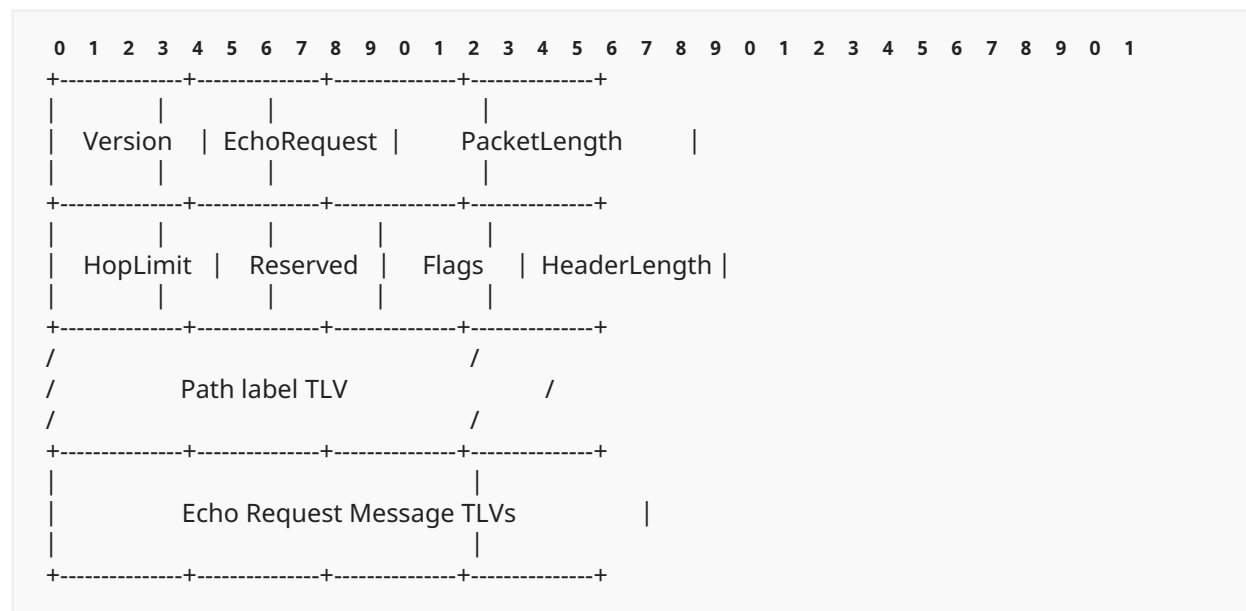 0 1 2 3 4 5 6 7 8 9 0 1 2 3 4 5 6 7 8 9 0 1 2 3 4 5 6 7 8 9 0 1
+---------------+---------------+---------------+---------------+
| | | |
| Version | EchoRequest | PacketLength |
| | | |
+---------------+---------------+---------------+---------------+
| | | | |
| HopLimit | Reserved | Flags | HeaderLength |
| | | | |
+---------------+---------------+---------------+---------------+
/ /
/ Path label TLV /
/ /
+---------------+---------------+---------------+---------------+
| |
| Echo Request Message TLVs |
| |
+---------------+---------------+---------------+---------------+